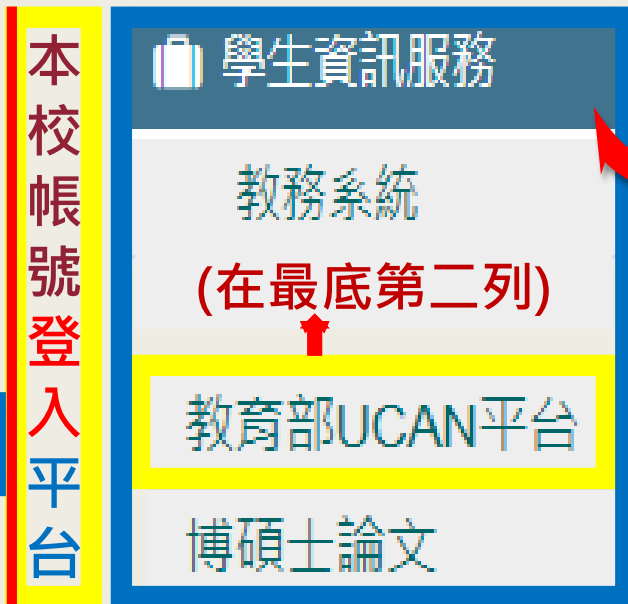 本校帳號登入平台
學生資訊服務
教務系統
(在最底第二列)
教育部UCAN平台
博碩士論文